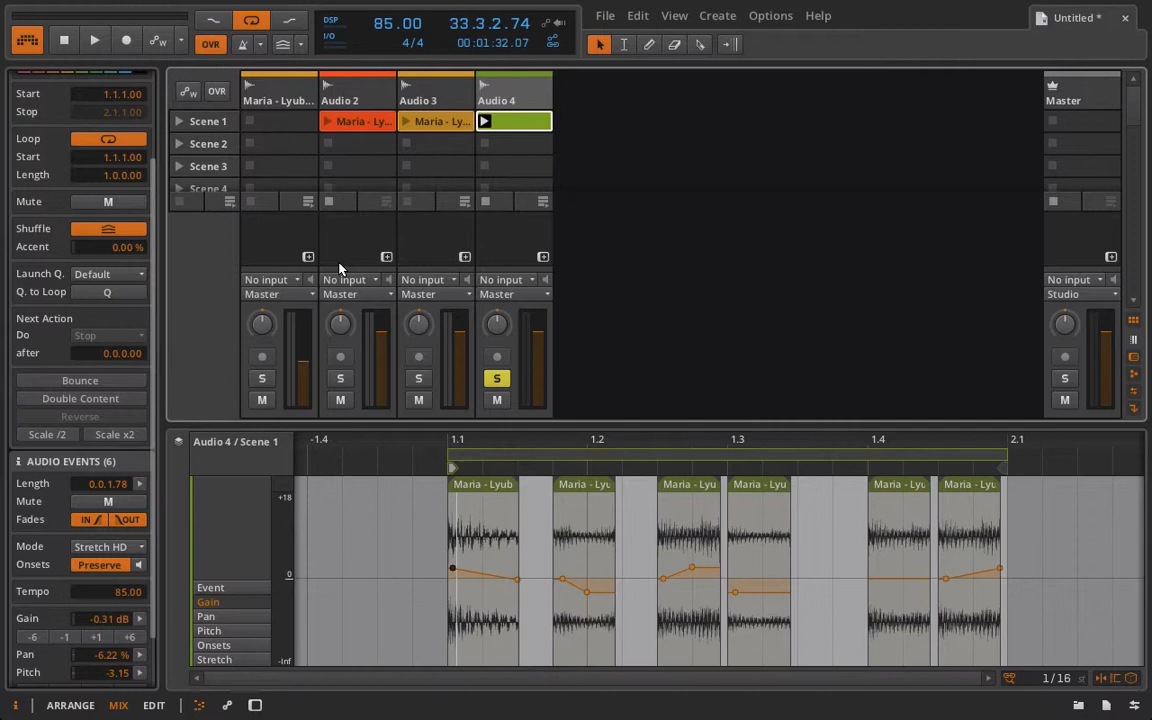 DSP
I/O
85.00
33.3.2.74
4/4
00:01:32.07
File Edit View Create Options Help
Untitled *
OVR
Start 1.1.1.00
Stop 2.1.1.00
Loop
Start 1.1.1.00
Length 1.0.0.00
Mute M
Shuffle
Accent 0.00 %
Launch Q. Default
Q. to Loop Q
Next Action
Do Stop
after 0.0.0.00
Bounce
Double Content
Reverse
Scale /2 Scale x2
AUDIO EVENTS (6)
Length 0.0.1.78
Mute M
Fades IN OUT
Mode Stretch HD
Onsets Preserve
Tempo 85.00
Gain -0.31 dB
-6 -1 +1 +6
Pan -6.22 %
Pitch -3.15
OVR
Maria - Lyub... Audio 2 Audio 3 Audio 4 Master
Scene 1 Maria - Ly... Maria - Ly...
Scene 2
Scene 3
Scene 4
No input No input No input No input
Master Master Master Master Studio
S S S S S
M M M M M
Audio 4 / Scene 1
-1.4 1.1 1.2 1.3 1.4 2.1
Maria - Lyub Maria - Lyu Maria - Lyu Maria - Lyu Maria - Lyu Maria - Lyu
+18
0
-Inf
Event
Gain
Pan
Pitch
Onsets
Stretch
1/16 st
i ARRANGE MIX EDIT